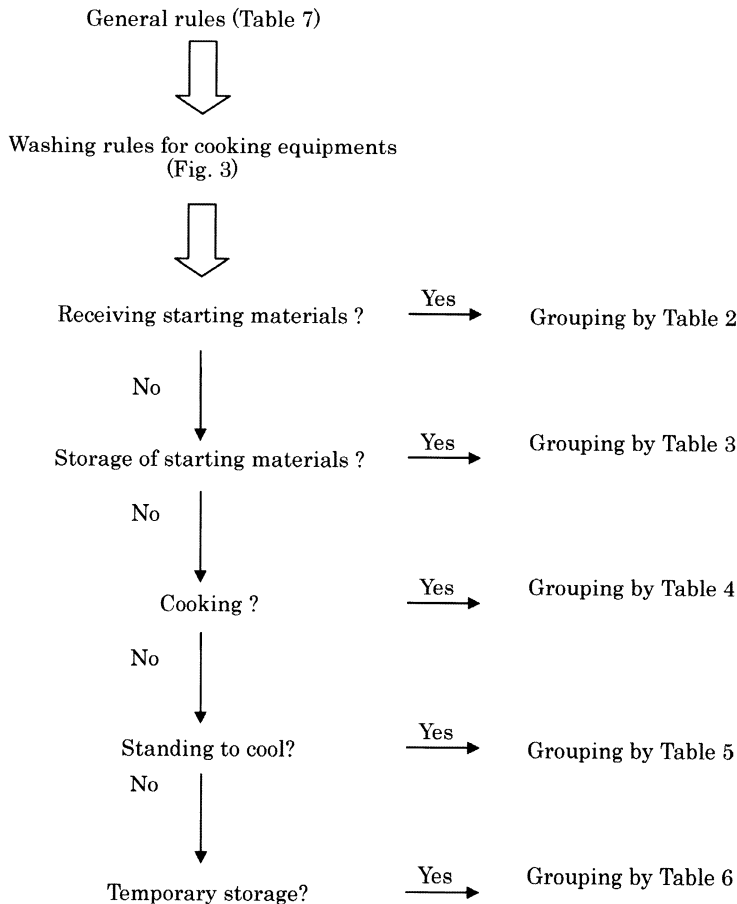 General rules (Table 7)
Washing rules for cooking equipments
(Fig. 3)
Receiving starting materials ?
Yes
Grouping by Table 2
No
Storage of starting materials ?
Yes
Grouping by Table 3
No
Cooking ?
Yes
Grouping by Table 4
No
Standing to cool?
Yes
Grouping by Table 5
No
Temporary storage?
Yes
Grouping by Table 6